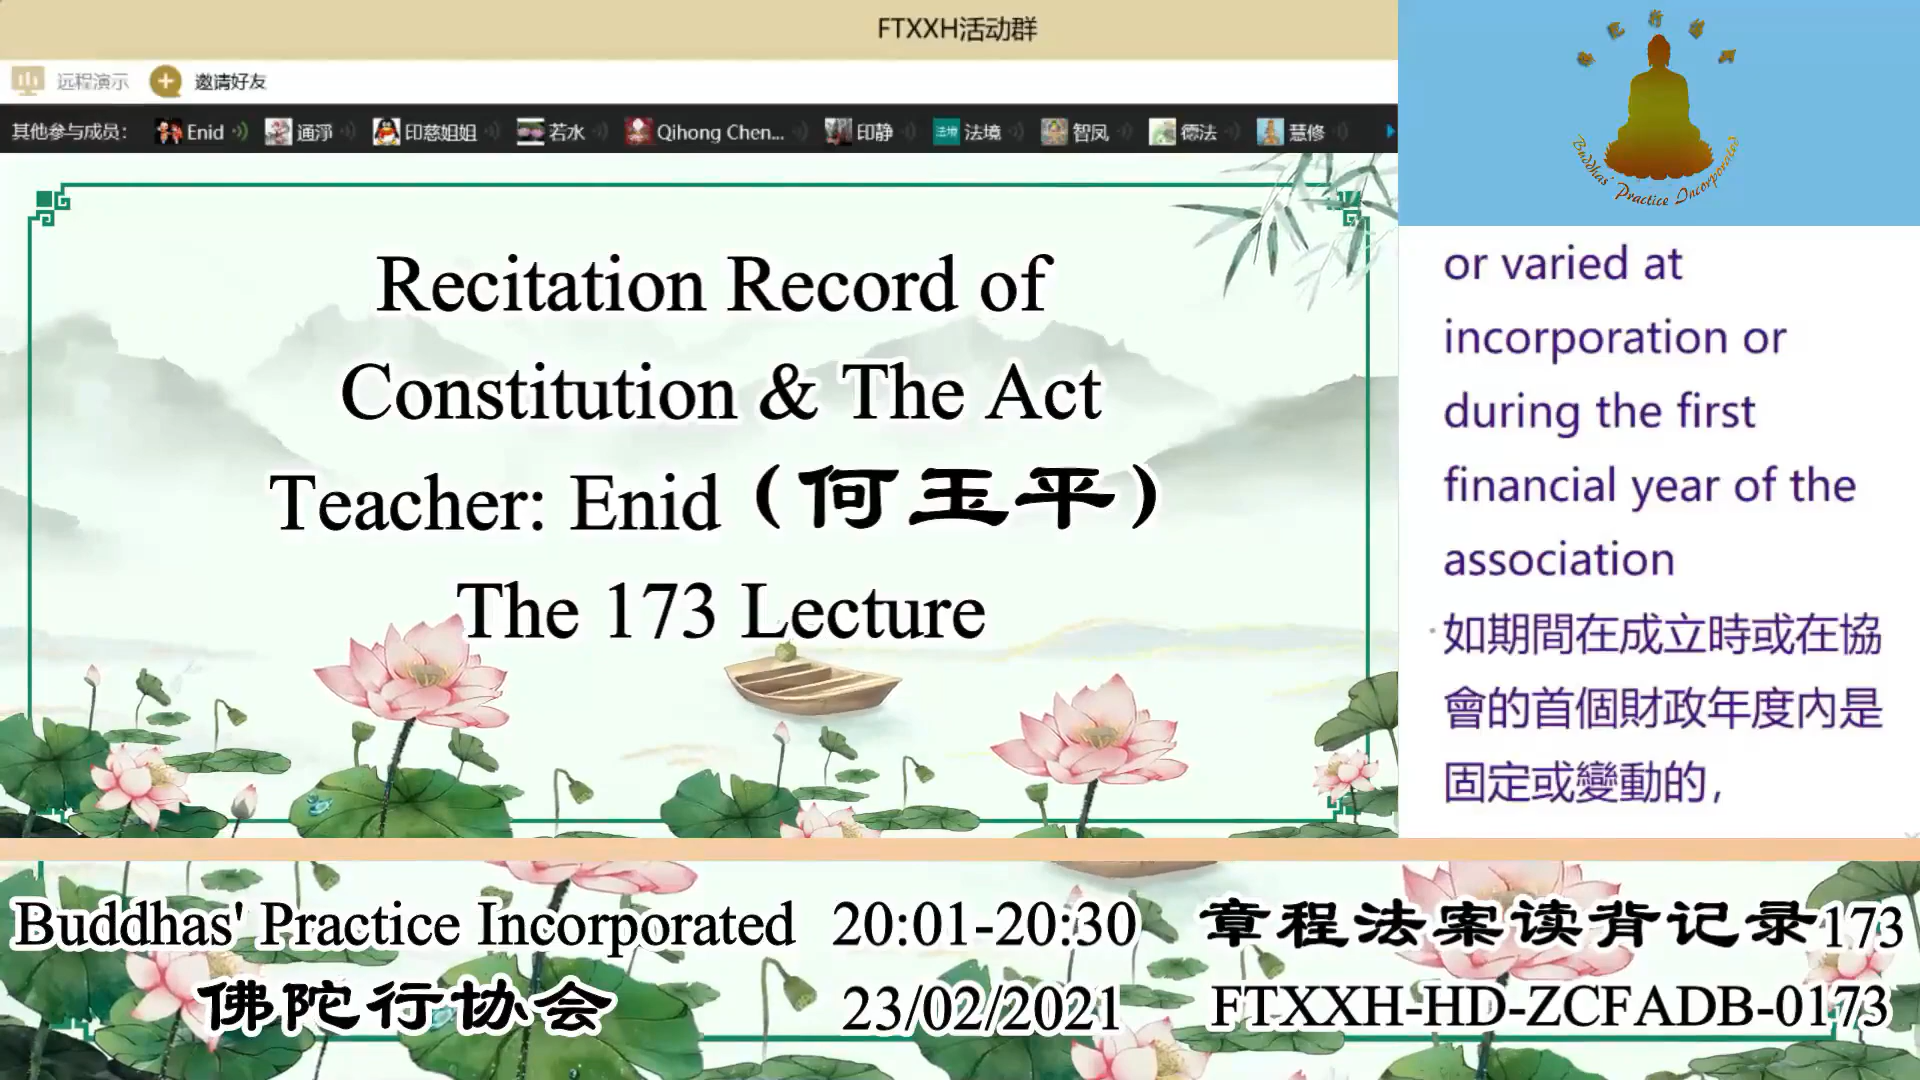 FTXXH活动群
远程演示
邀请好友
其他参与成员：
Enid
通淨
印慈姐姐
若水
Qihong Chen...
印静
法境
法境
智凤
德法
慧修
Recitation Record of
Constitution & The Act
Teacher: Enid（何玉平）
The 173 Lecture
Buddhas' Practice Incorporated
or varied at
incorporation or
during the first
financial year of the
association
如期間在成立時或在協
會的首個財政年度內是
固定或變動的，
Buddhas' Practice Incorporated
佛陀行协会
20:01-20:30
23/02/2021
章程法案读背记录173
FTXXH-HD-ZCFADB-0173